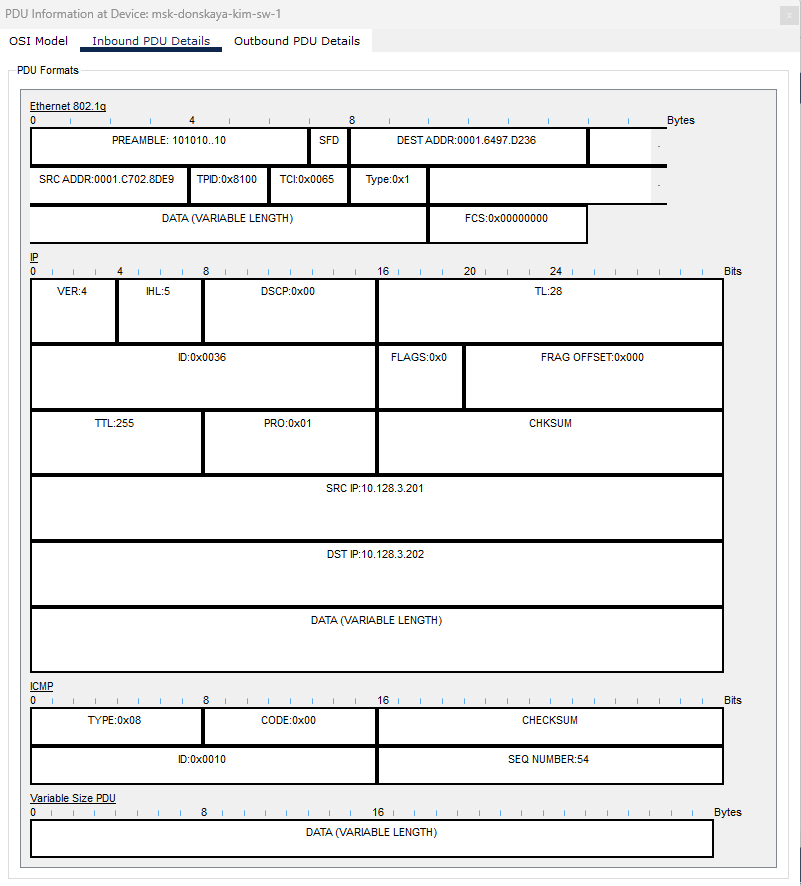 PDU Information at Device: msk-donskaya-kim-sw-1
x
OSI Model Inbound PDU Details Outbound PDU Details
PDU Formats
Ethernet 802.1q
0 4 8 Bytes
PREAMBLE: 101010..10 SFD DEST ADDR:0001.6497.D236 .
SRC ADDR:0001.C702.8DE9 TPID:0x8100 TCI:0x0065 Type:0x1 .
DATA (VARIABLE LENGTH) FCS:0x00000000
IP
0 4 8 16 20 24 Bits
VER:4 IHL:5 DSCP:0x00 TL:28
ID:0x0036 FLAGS:0x0 FRAG OFFSET:0x000
TTL:255 PRO:0x01 CHKSUM
SRC IP:10.128.3.201
DST IP:10.128.3.202
DATA (VARIABLE LENGTH)
ICMP
0 8 16 Bits
TYPE:0x08 CODE:0x00 CHECKSUM
ID:0x0010 SEQ NUMBER:54
Variable Size PDU
0 8 16 Bytes
DATA (VARIABLE LENGTH)